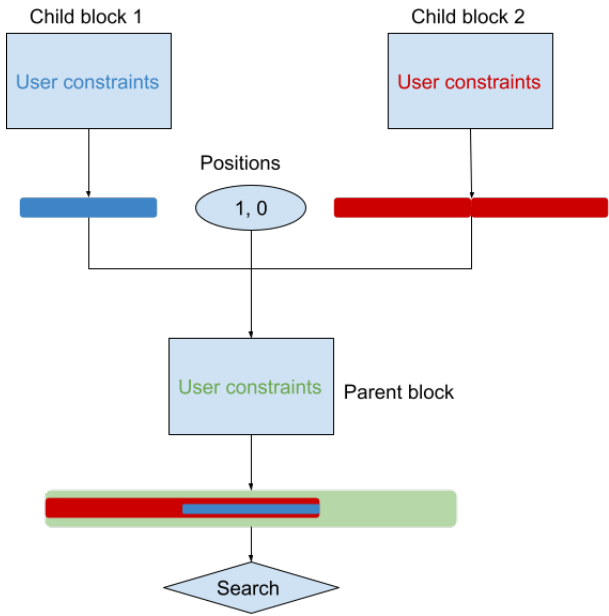 Child block 1
Child block 2
User constraints
User constraints
Positions
1, 0
User constraints
Parent block
Search